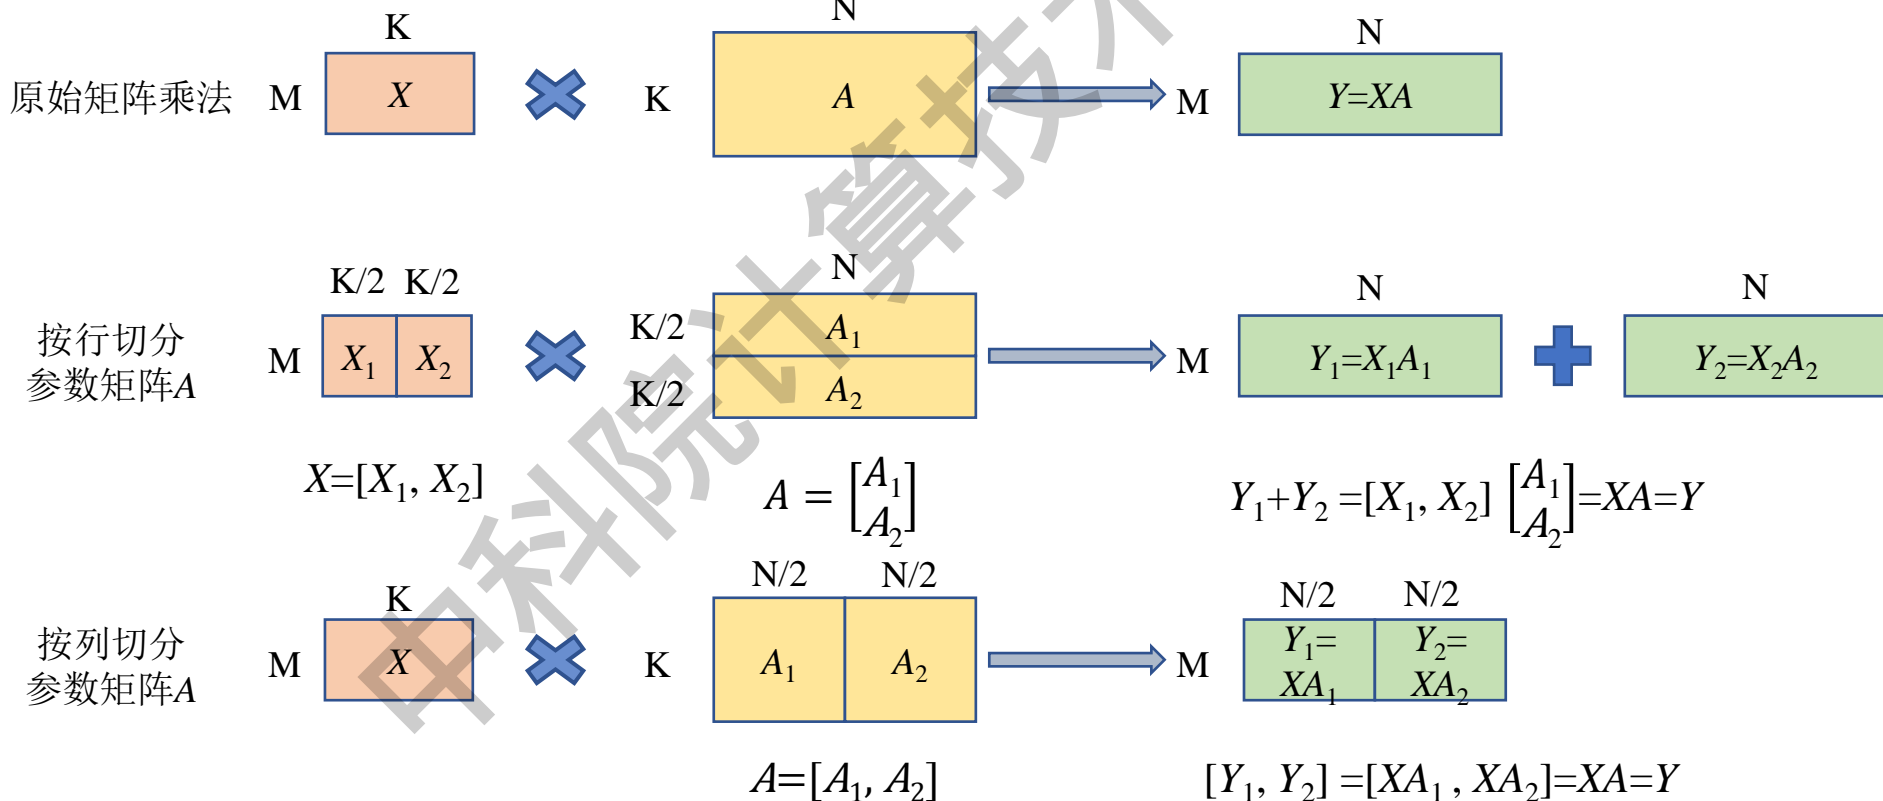 K
N
N
原始矩阵乘法 M X K A M Y=XA
K/2 K/2
N
N
N
按行切分
参数矩阵A
M X₁ X₂ K/2 A₁ K/2 A₂ M Y₁=X₁A₁ Y₂=X₂A₂
X=[X₁, X₂]
A = [A₁ A₂]
Y₁+Y₂ =[X₁, X₂] [A₁ A₂]=XA=Y
K
N/2 N/2
N/2 N/2
按列切分
参数矩阵A
M X K A₁ A₂ M Y₁= XA₁ Y₂= XA₂
A=[A₁, A₂]
[Y₁, Y₂] =[XA₁ , XA₂]=XA=Y
中科院计算技术